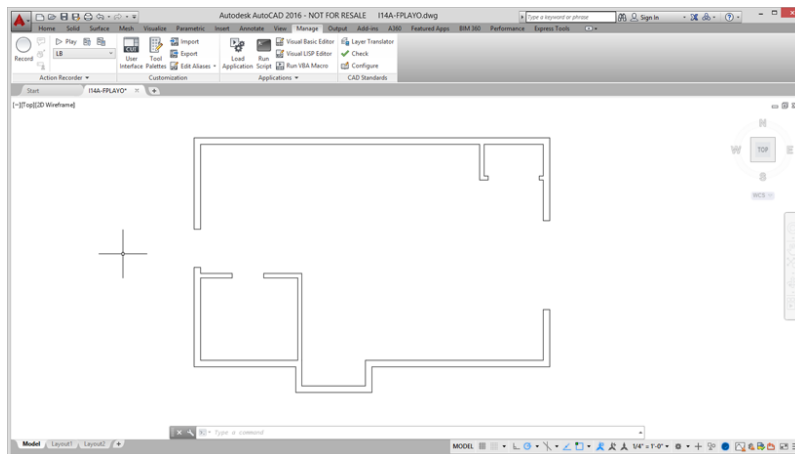 Autodesk AutoCAD 2016 - NOT FOR RESALE I14A-FPLAYO.dwg Type a keyword or phrase Sign In
Home Solid Surface Mesh Visualize Parametric Insert Annotate View Manage Output Add-ins A360 Featured Apps BIM 360 Performance Express Tools
Record
Play
LB
Action Recorder
User Interface
Tool Palettes
Import
Export
Edit Aliases
Customization
Load Application
Run Script
Visual Basic Editor
Visual LISP Editor
Run VBA Macro
Applications
Layer Translator
Check
Configure
CAD Standards
Start I14A-FPLAYO*
[−][Top][2D Wireframe]
N
W TOP E
S
WCS
Type a command
Model Layout1 Layout2 + MODEL 1/4" = 1'-0"